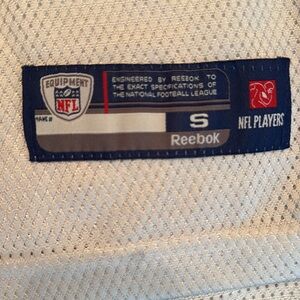 EQUIPMENT
NFL
ENGINEERED BY REEBOK TO
THE EXACT SPECIFICATIONS OF
THE NATIONAL FOOTBALL LEAGUE
S
Reebok
NFL PLAYERS